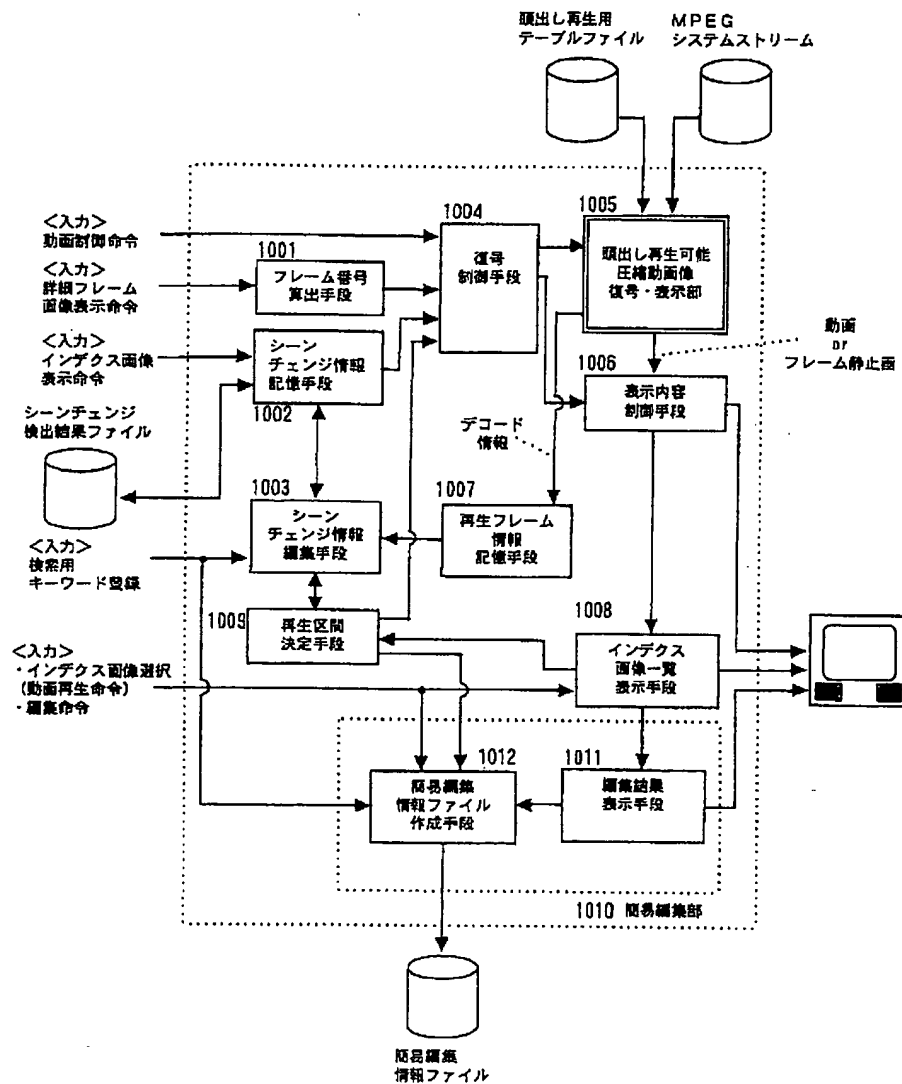 頭出し再生用
テーブルファイル
MPEG
システムストリーム
<入力>
動画制御命令
<入力>
詳細フレーム
画像表示命令
<入力>
インデクス画像
表示命令
シーンチェンジ
検出結果ファイル
<入力>
検索用
キーワード登録
<入力>
・インデクス画像選択
(動画再生命令)
・編集命令
1001
フレーム番号
算出手段
シーン
チェンジ情報
記憶手段
1002
1003
シーン
チェンジ情報
編集手段
1004
復号
制御手段
1005
頭出し再生可能
圧縮動画像
復号・表示部
動画
or
フレーム静止画
1006
表示内容
制御手段
デコード
情報
1007
再生フレーム
情報
記憶手段
1008
インデクス
画像一覧
表示手段
1009
再生区間
決定手段
1012
簡易編集
情報ファイル
作成手段
1011
編集結果
表示手段
1010 簡易編集部
簡易編集
情報ファイル